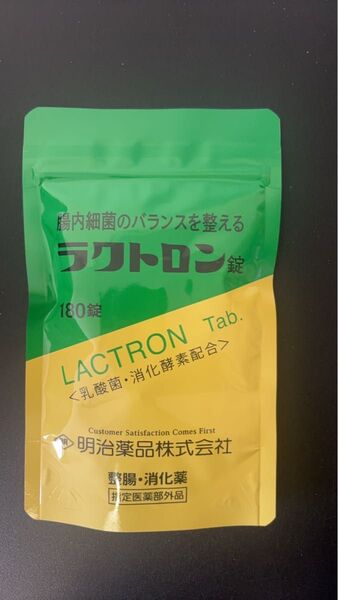 腸内細菌のバランスを整える
ラクトロン錠
180錠
LACTRON Tab.
<乳酸菌・消化酵素配合>
Customer Satisfaction Comes First
明治薬品株式会社
整腸・消化薬
指定医薬部外品